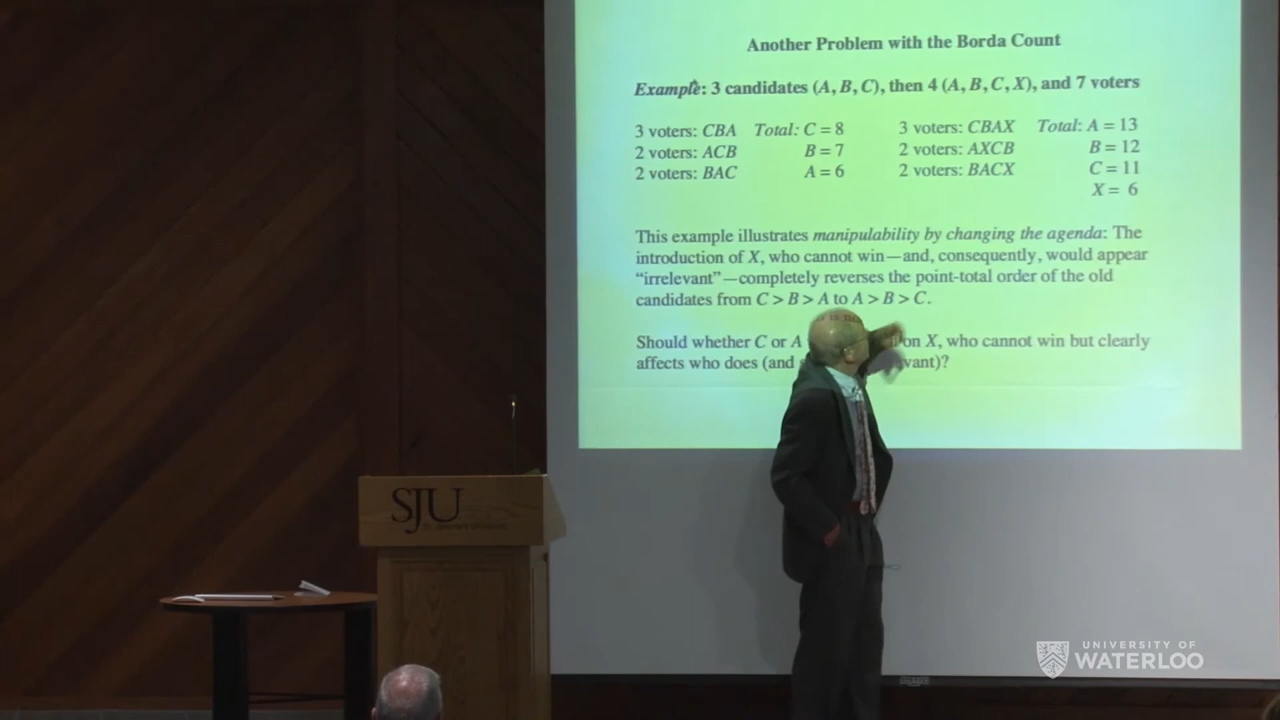 Another Problem with the Borda Count
Example: 3 candidates (A, B, C), then 4 (A, B, C, X), and 7 voters
3 voters: CBA Total: C = 8
2 voters: ACB B = 7
2 voters: BAC A = 6
3 voters: CBAX Total: A = 13
2 voters: AXCB B = 12
2 voters: BACX C = 11
X = 6
This example illustrates manipulability by changing the agenda: The
introduction of X, who cannot win—and, consequently, would appear
“irrelevant”—completely reverses the point-total order of the old
candidates from C > B > A to A > B > C.
Should whether C or A on X, who cannot win but clearly
affects who does (and vant)?
SJU
UNIVERSITY OF
WATERLOO